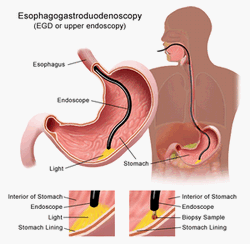 Esophagogastroduodenoscopy
(EGD or upper endoscopy)
Esophagus
Endoscope
Light
Stomach
Interior of Stomach
Endoscope
Light
Stomach Lining
Interior of Stomach
Endoscope
Biopsy Sample
Stomach Lining